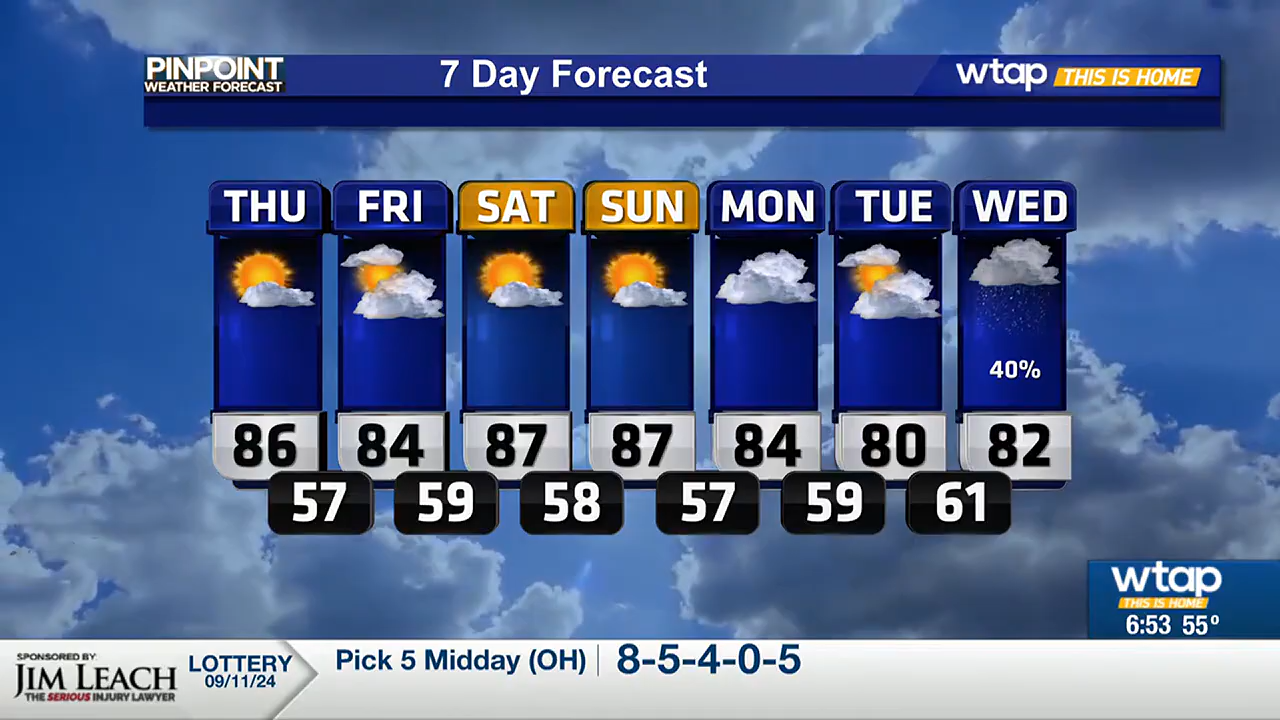 PINPOINT
WEATHER FORECAST
7 Day Forecast
wtap THIS IS HOME
THU FRI SAT SUN MON TUE WED
40%
86 84 87 87 84 80 82
57 59 58 57 59 61
wtap
THIS IS HOME
6:53 55º
SPONSORED BY:
JIM LEACH
THE SERIOUS INJURY LAWYER
LOTTERY
09/11/24
Pick 5 Midday (OH) | 8-5-4-0-5